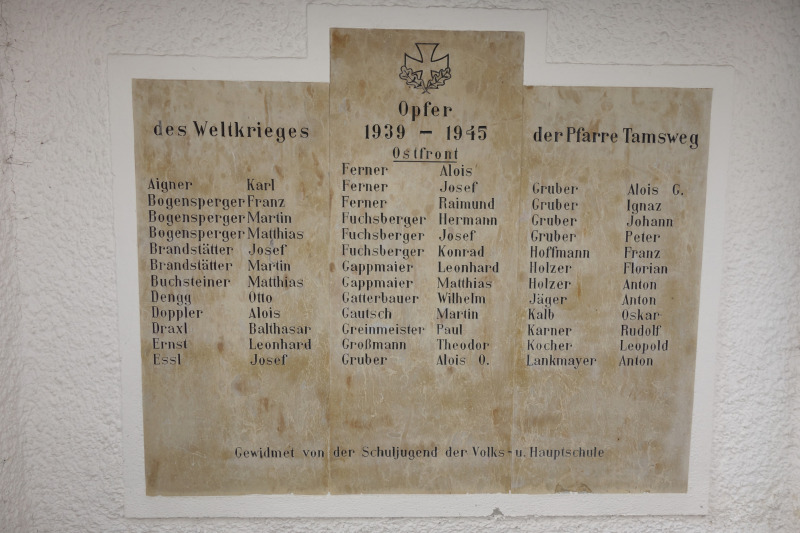 Opfer
des Weltkrieges 1939 – 1945 der Pfarre Tamsweg
Ostfront
Aigner Karl
Bogensperger Franz
Bogensperger Martin
Bogensperger Matthias
Brandstätter Josef
Brandstätter Martin
Buchsteiner Matthias
Dengg Otto
Doppler Alois
Draxl Balthasar
Ernst Leonhard
Essl Josef
Ferner Alois
Ferner Josef
Ferner Raimund
Fuchsberger Hermann
Fuchsberger Josef
Fuchsberger Konrad
Gappmaier Leonhard
Gappmaier Matthias
Gatterbauer Wilhelm
Gautsch Martin
Greinmeister Paul
Großmann Theodor
Gruber Alois O.
Gruber Alois G.
Gruber Ignaz
Gruber Johann
Gruber Peter
Hoffmann Franz
Holzer Florian
Holzer Anton
Jäger Anton
Kalb Oskar
Karner Rudolf
Kocher Leopold
Lankmayer Anton
Gewidmet von der Schuljugend der Volks- u. Hauptschule